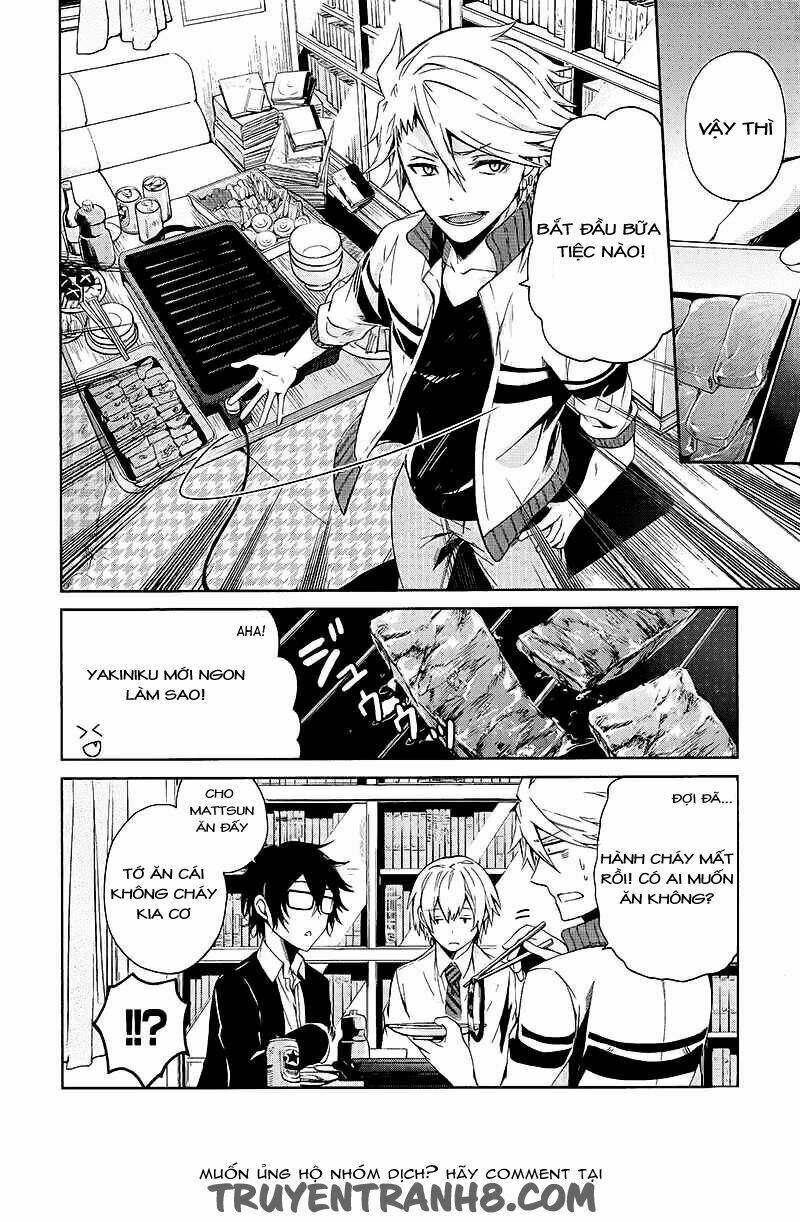 VẬY THÌ
BẮT ĐẦU BỮA
TIỆC NÀO!
AHA!
YAKINIKU MỚI NGON
LÀM SAO!
ジュウウウ
ĐỢI ĐÃ...
HÀNH CHÁY MẤT
RỒI! CÓ AI MUỐN
ĂN KHÔNG?
CHO
MATTSUN
ĂN ĐẤY
TỚ ĂN CÁI
KHÔNG CHÁY
KIA CƠ
!!?
MUỐN ỦNG HỘ NHÓM DỊCH? HÃY COMMENT TẠI
TRUYENTRANH8.COM